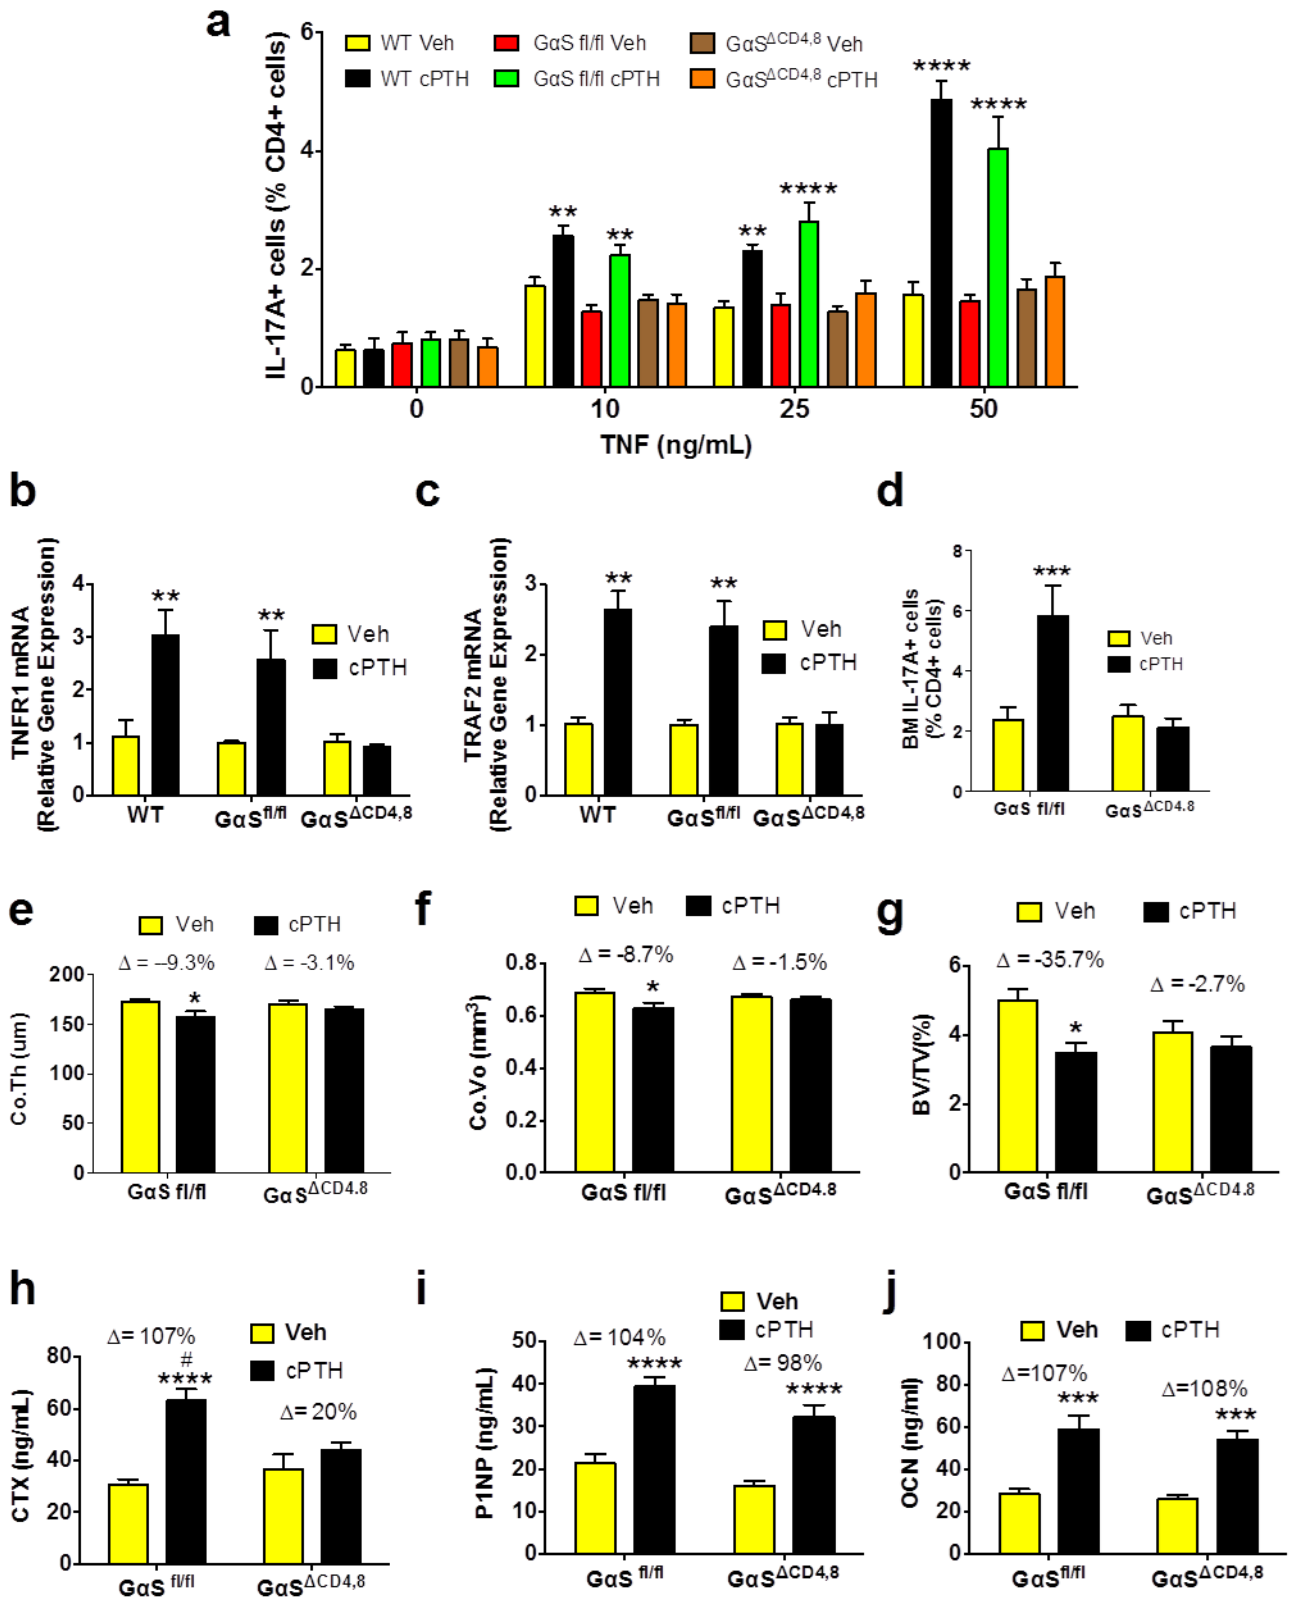 a
IL-17A+ cells (% CD4+ cells)
6
4
2
0
WT Veh
GαS fl/fl Veh
GαS^ΔCD4,8 Veh
WT cPTH
GαS fl/fl cPTH
GαS^ΔCD4,8 cPTH
**
**
**
****
****
****
0
10
25
50
TNF (ng/mL)
b
TNFR1 mRNA
(Relative Gene Expression)
4
3
2
1
0
**
**
Veh
cPTH
WT
GαS^fl/fl
GαS^ΔCD4,8
c
TRAF2 mRNA
(Relative Gene Expression)
3
2
1
0
**
**
Veh
cPTH
WT
GαS^fl/fl
GαS^ΔCD4,8
d
BM IL-17A+ cells
(% CD4+ cells)
8
6
4
2
0
***
Veh
cPTH
GαS fl/fl
GαS^ΔCD4.8
e
Veh
cPTH
Δ = --9.3%
Δ = -3.1%
Co.Th (um)
200
150
100
50
0
*
GαS fl/fl
GαS^ΔCD4.8
f
Veh
cPTH
Δ = -8.7%
Δ = -1.5%
Co.Vo (mm³)
0.8
0.6
0.4
0.2
0.0
*
GαS fl/fl
GαS^ΔCD4.8
g
Veh
cPTH
Δ = -35.7%
Δ = -2.7%
BV/TV(%)
6
4
2
0
*
GαS fl/fl
GαS^ΔCD4.8
h
Veh
cPTH
Δ= 107%
#
****
Δ= 20%
CTX (ng/mL)
80
60
40
20
0
GαS^fl/fl
GαS^ΔCD4,8
i
Veh
cPTH
Δ= 104%
****
Δ= 98%
****
P1NP (ng/mL)
50
40
30
20
10
0
GαS^fl/fl
GαS^ΔCD4,8
j
Veh
cPTH
Δ=107%
***
Δ=108%
***
OCN (ng/ml)
100
80
60
40
20
0
GαS^fl/fl
GαS^ΔCD4,8